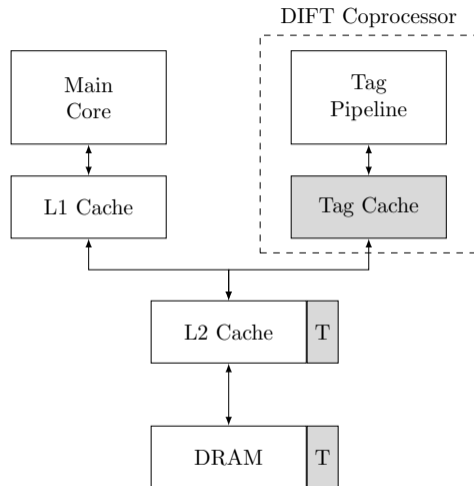 DIFT Coprocessor
Main
Core
Tag
Pipeline
L1 Cache
Tag Cache
L2 Cache
T
DRAM
T